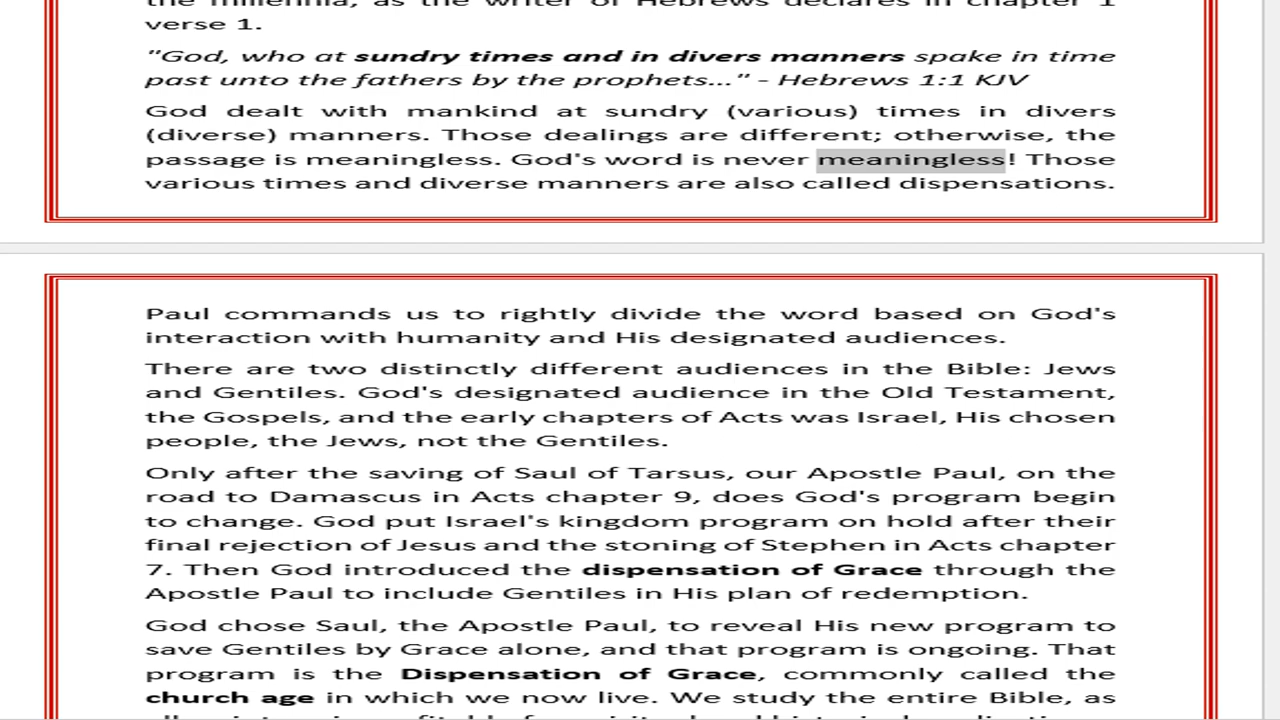 the millennia, as the writer of Hebrews declares in chapter 1
verse 1.
"God, who at sundry times and in divers manners spake in time
past unto the fathers by the prophets..." - Hebrews 1:1 KJV
God dealt with mankind at sundry (various) times in divers
(diverse) manners. Those dealings are different; otherwise, the
passage is meaningless. God's word is never meaningless! Those
various times and diverse manners are also called dispensations.
Paul commands us to rightly divide the word based on God's
interaction with humanity and His designated audiences.
There are two distinctly different audiences in the Bible: Jews
and Gentiles. God's designated audience in the Old Testament,
the Gospels, and the early chapters of Acts was Israel, His chosen
people, the Jews, not the Gentiles.
Only after the saving of Saul of Tarsus, our Apostle Paul, on the
road to Damascus in Acts chapter 9, does God's program begin
to change. God put Israel's kingdom program on hold after their
final rejection of Jesus and the stoning of Stephen in Acts chapter
7. Then God introduced the dispensation of Grace through the
Apostle Paul to include Gentiles in His plan of redemption.
God chose Saul, the Apostle Paul, to reveal His new program to
save Gentiles by Grace alone, and that program is ongoing. That
program is the Dispensation of Grace, commonly called the
church age in which we now live. We study the entire Bible, as